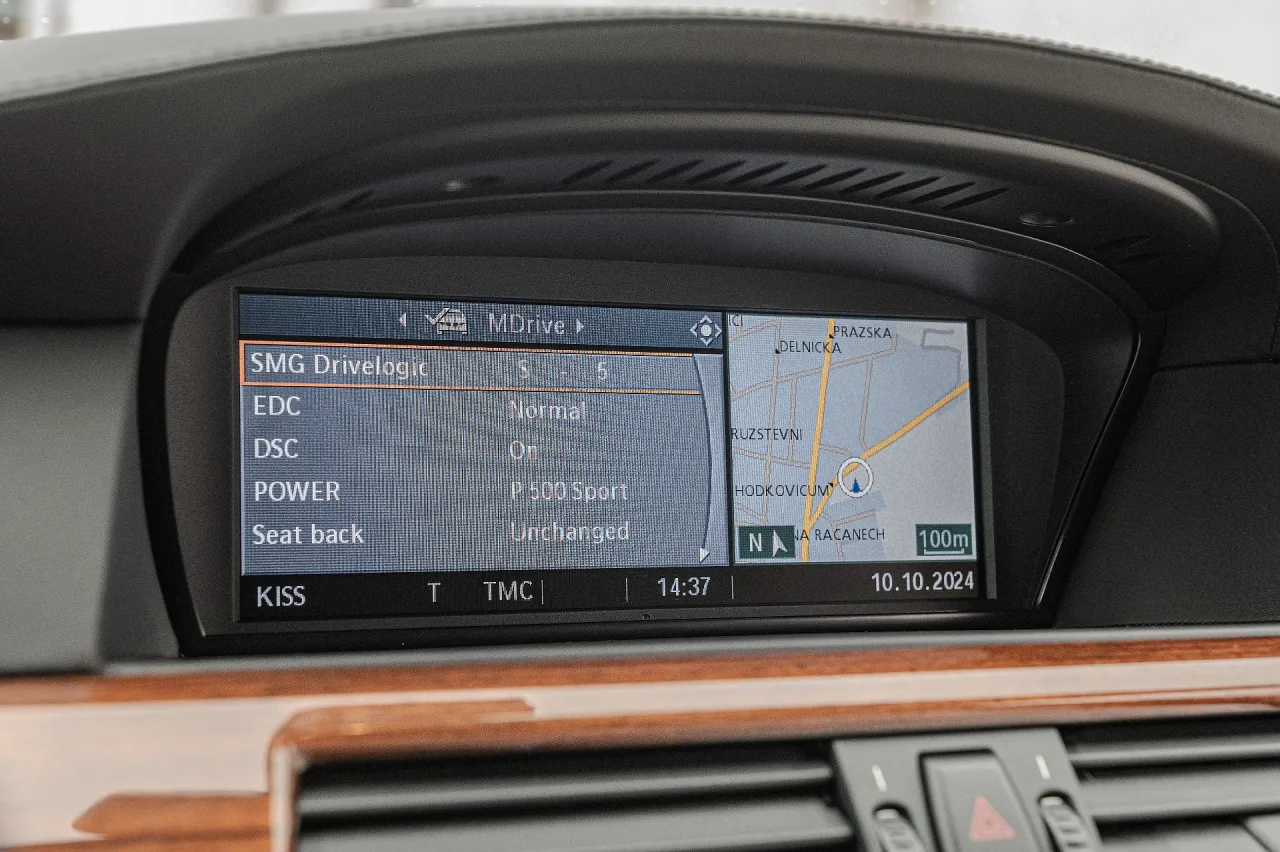 MDrive
SMG Drivelogic S - 5
EDC Normal
DSC On
POWER P 500 Sport
Seat back Unchanged
PRAZSKA
DELNICKA
RUZSTEVNI
HODKOVICUM
NA RACANECH
N
100m
KISS T TMC 14:37 10.10.2024